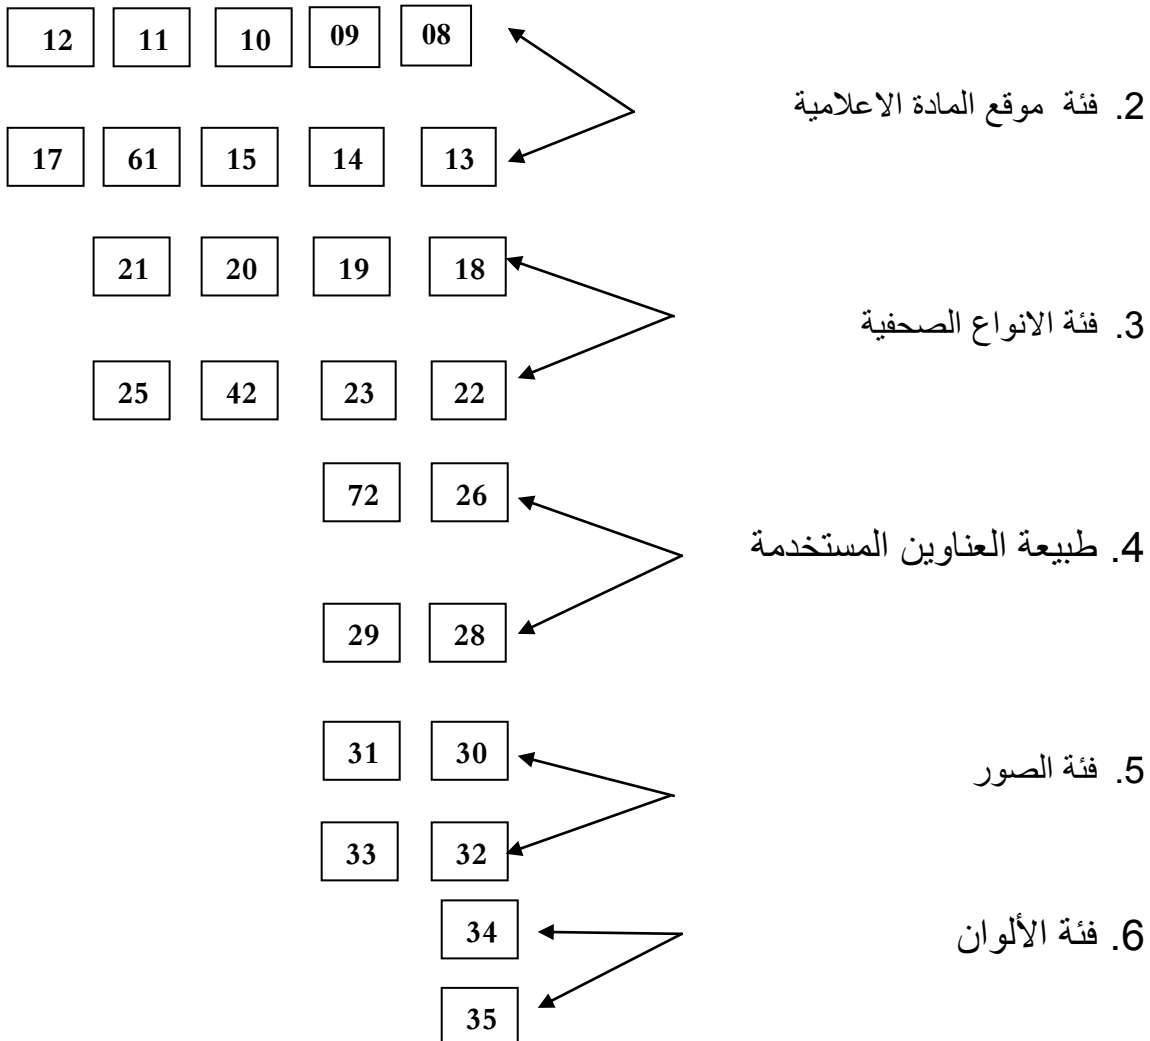 08 09 10 11 12
2. فئة موقع المادة الاعلامية
13 14 15 61 17
18 19 20 21
3. فئة الانواع الصحفية
22 23 42 25
26 72
4. طبيعة العناوين المستخدمة
28 29
30 31
5. فئة الصور
32 33
34
6. فئة الألوان
35